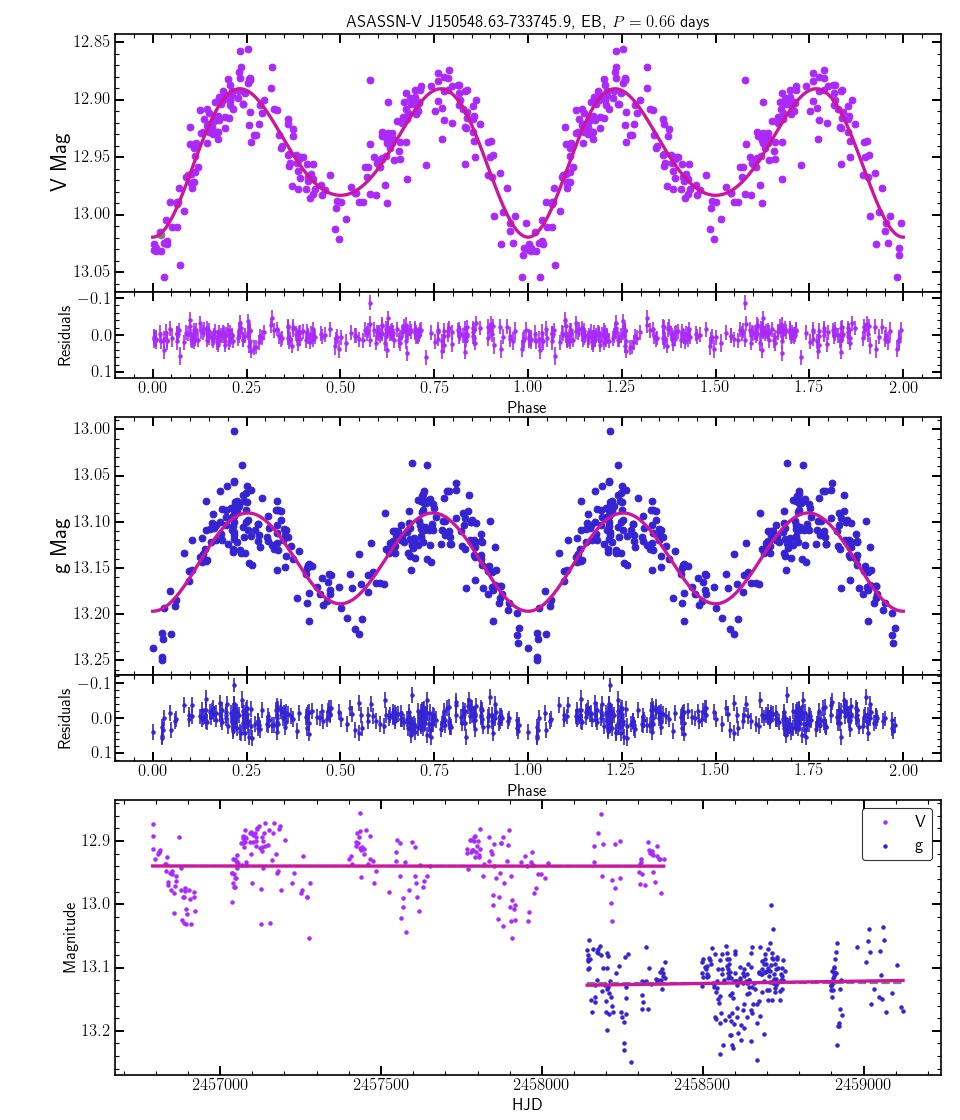 ASASSN-V J150548.63-733745.9, EB, P = 0.66 days
12.85
12.90
12.95
13.00
13.05
V Mag
−0.1
0.0
0.1
Residuals
0.00 0.25 0.50 0.75 1.00 1.25 1.50 1.75 2.00
Phase
13.00
13.05
13.10
13.15
13.20
13.25
g Mag
−0.1
0.0
0.1
Residuals
0.00 0.25 0.50 0.75 1.00 1.25 1.50 1.75 2.00
Phase
V
g
12.9
13.0
13.1
13.2
Magnitude
2457000 2457500 2458000 2458500 2459000
HJD